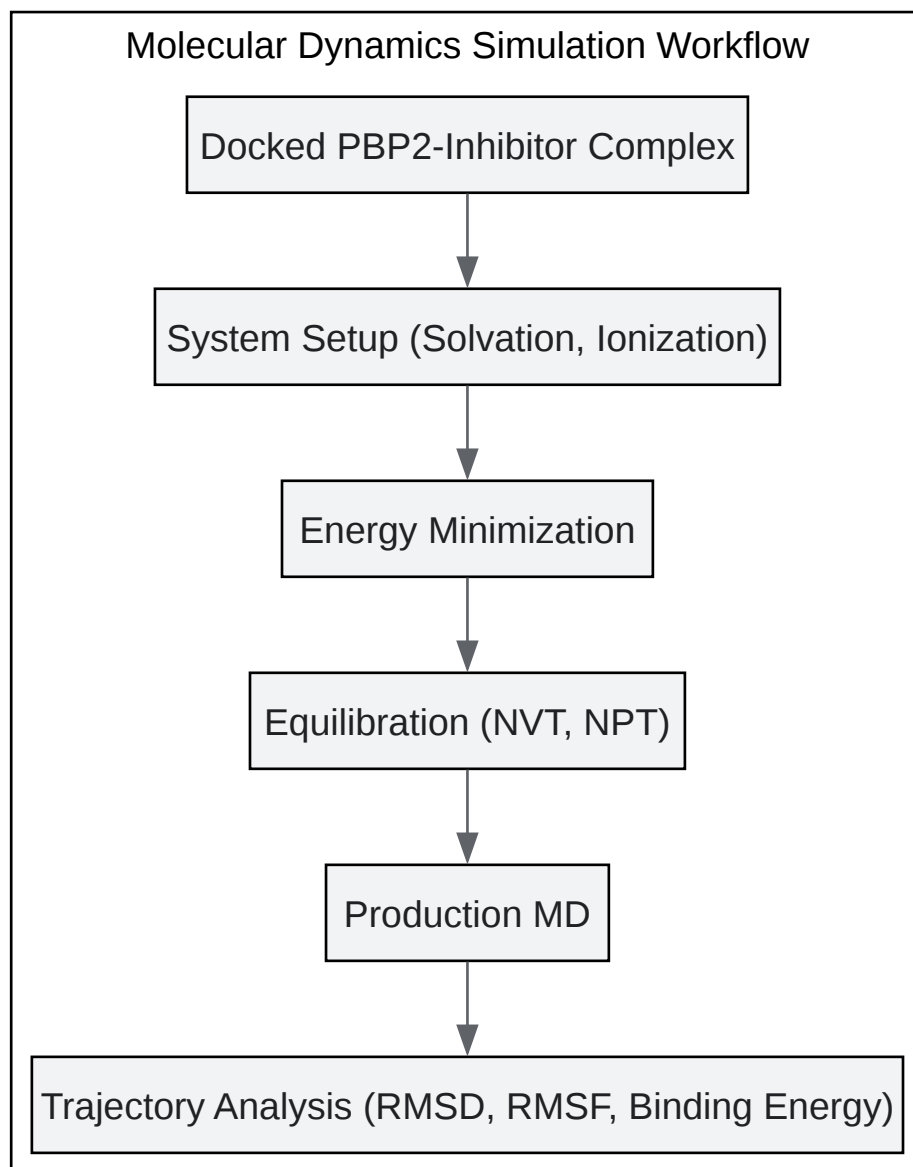 Molecular Dynamics Simulation Workflow
Docked PBP2-Inhibitor Complex
System Setup (Solvation, Ionization)
Energy Minimization
Equilibration (NVT, NPT)
Production MD
Trajectory Analysis (RMSD, RMSF, Binding Energy)